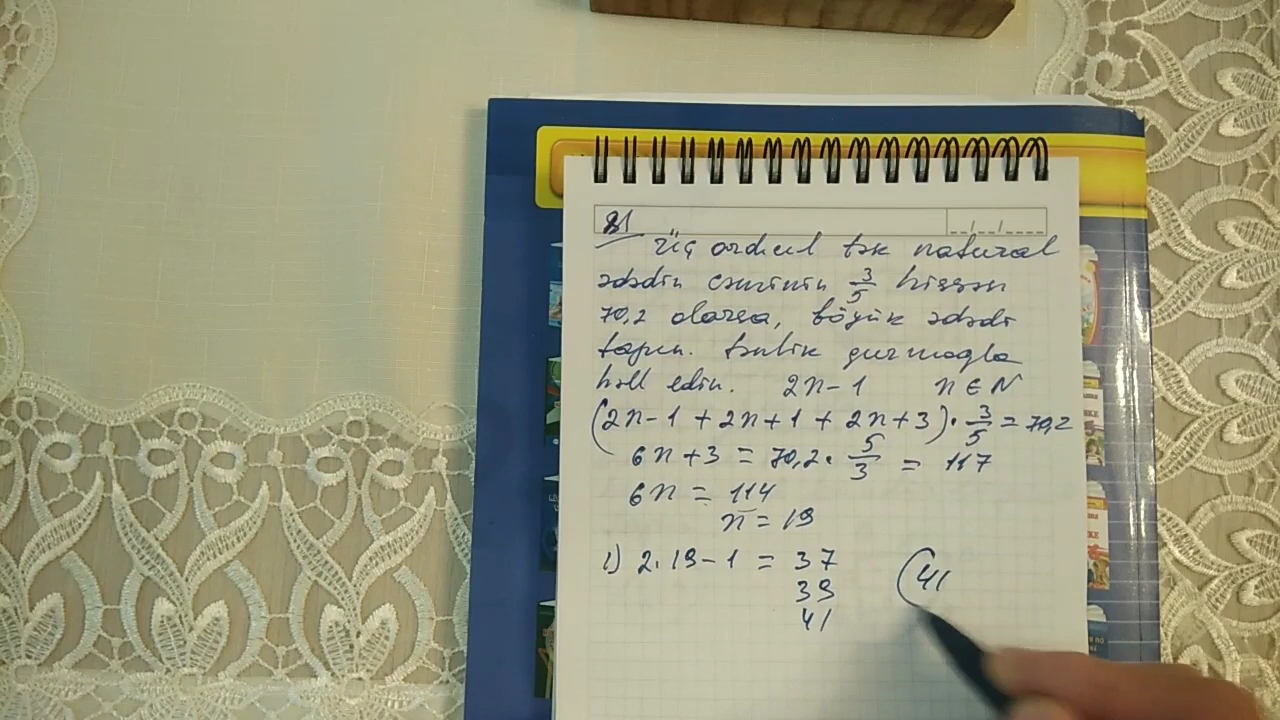 81
Üç ardıcıl tək natural
ədədin cəminin 3/5 hissəsi
70,2 olarsa, böyük ədədi
tapın. tənlik qurmaqla
həll edin. 2n-1 n∈N
(2n-1 + 2n+1 + 2n+3)·3/5=70,2
6n+3 = 70,2·5/3 = 117
6n = 114
n=19
1) 2·19-1 = 37
39
41
(41